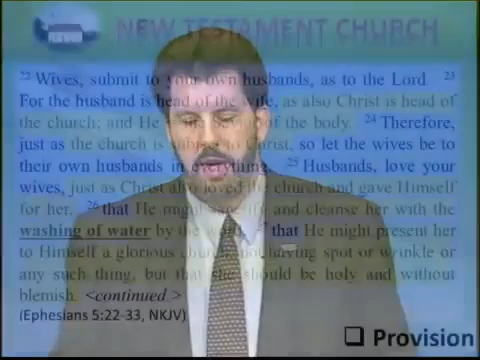 NEW TESTAMENT CHURCH
22 Wives, submit to your own husbands, as to the Lord. 23
For the husband is head of the wife, as also Christ is head of
the church; and He is the Savior of the body. 24 Therefore,
just as the church is subject to Christ, so let the wives be to
their own husbands in everything. 25 Husbands, love your
wives, just as Christ also loved the church and gave Himself
for her. 26 that He might sanctify and cleanse her with the
washing of water by the word, 27 that He might present her
to Himself a glorious church, not having spot or wrinkle or
any such thing, but that she should be holy and without
blemish. <continued >
(Ephesians 5:22-33, NKJV)
❑ Provision